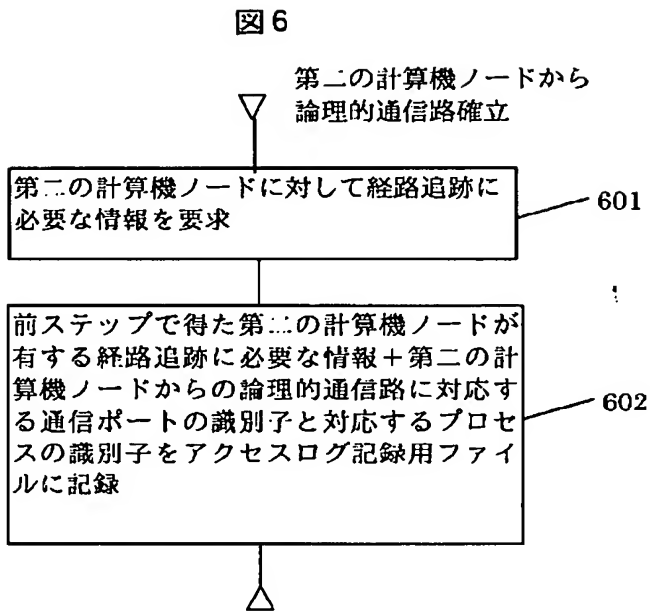 図6
第二の計算機ノードから
論理的通信路確立
第二の計算機ノードに対して経路追跡に
必要な情報を要求
601
前ステップで得た第二の計算機ノードが
有する経路追跡に必要な情報+第二の計
算機ノードからの論理的通信路に対応す
る通信ポートの識別子と対応するプロセ
スの識別子をアクセスログ記録用ファイ
ルに記録
602